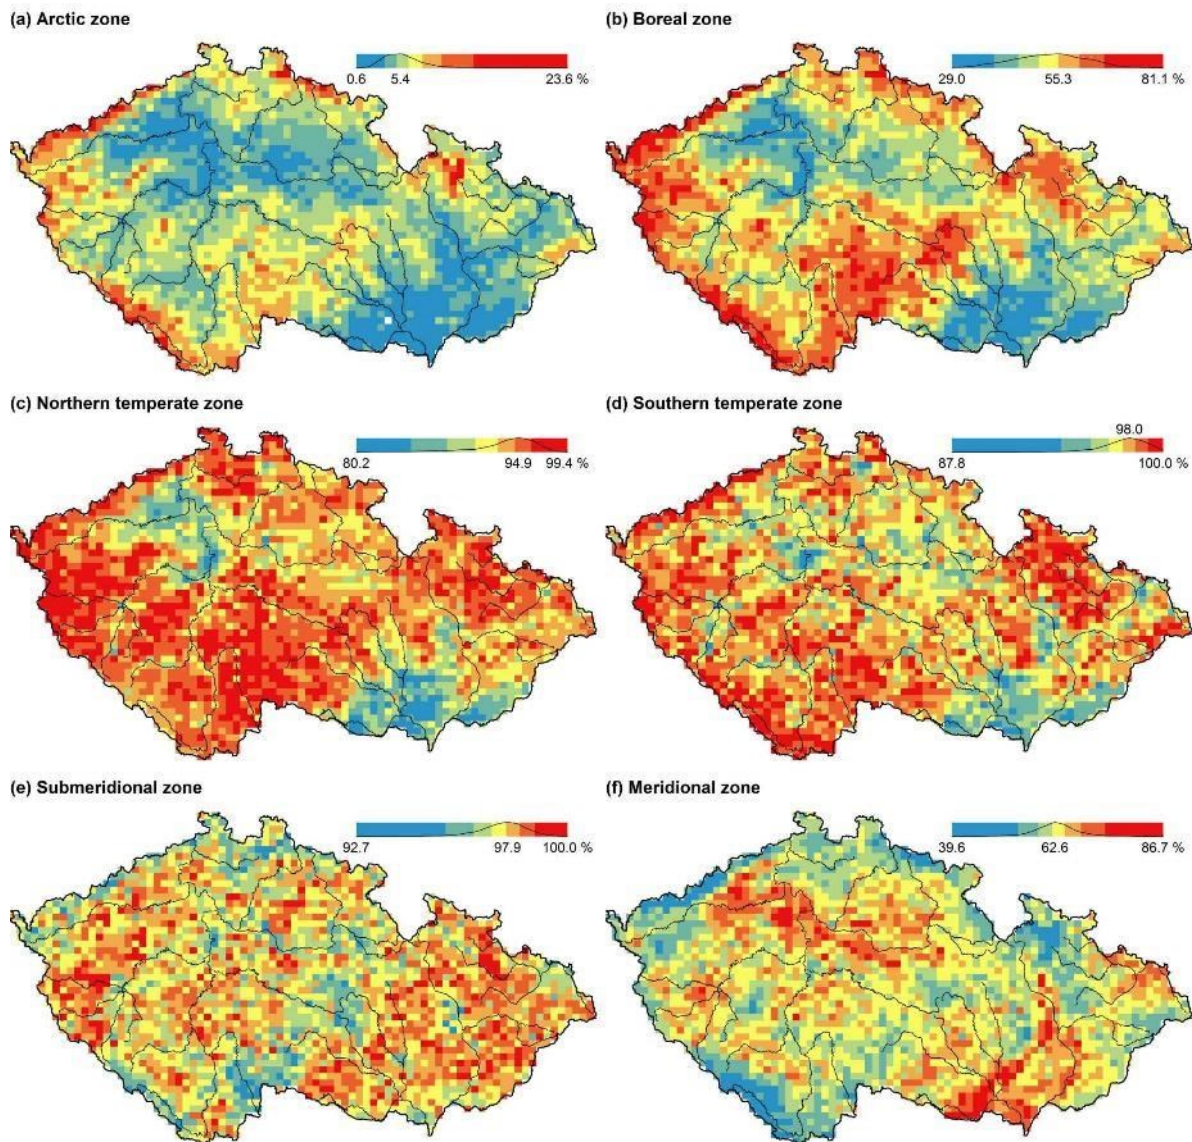 (a) Arctic zone
(b) Boreal zone
0.6 5.4 23.6 %
29.0 55.3 81.1 %
(c) Northern temperate zone
(d) Southern temperate zone
98.0
80.2 94.9 99.4 %
87.8 100.0 %
(e) Submeridional zone
(f) Meridional zone
92.7 97.9 100.0 %
39.6 62.6 86.7 %